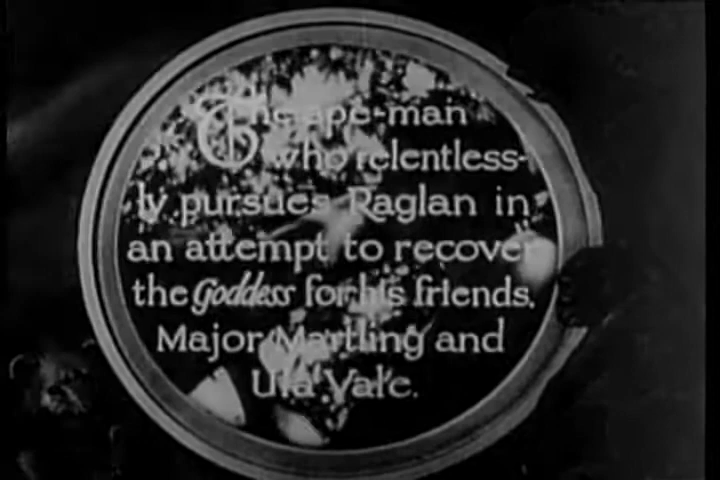 The ape-man
who relentless-
ly pursues Raglan in
an attempt to recover
the Goddess for his friends,
Major Martling and
Ula Vale.